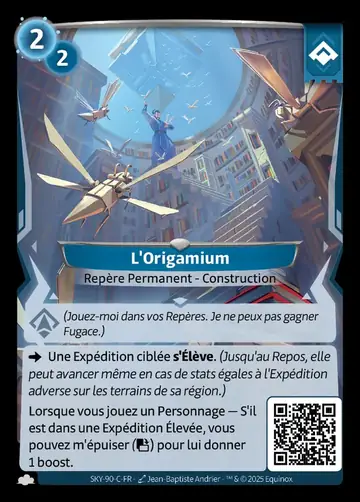 2
2
L'Origamium
Repère Permanent - Construction
(Jouez-moi dans vos Repères. Je ne peux pas gagner
Fugace.)
Une Expédition ciblée s'Élève. (Jusqu'au Repos, elle
peut avancer même en cas de stats égales à l'Expédition
adverse sur les terrains de sa région.)
Lorsque vous jouez un Personnage — S'il
est dans une Expédition Élevée, vous
pouvez m'épuiser () pour lui donner
1 boost.
SKY-90-C-FR - Jean-Baptiste Andrier - ™ & © 2025 Equinox